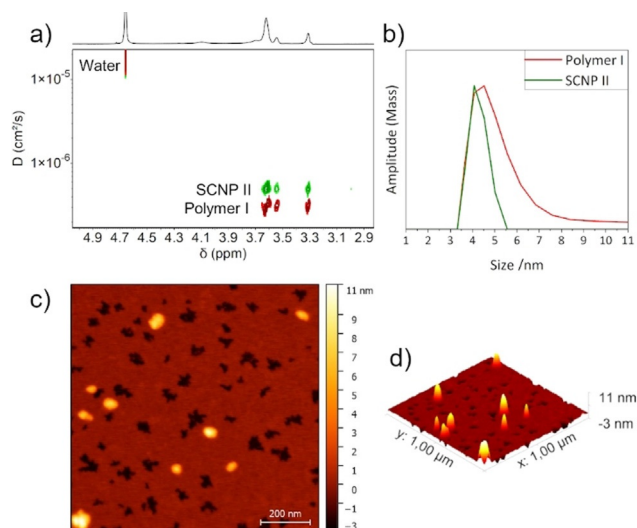 a)
Water
1×10⁻⁵
1×10⁻⁶
D (cm²/s)
SCNP II
Polymer I
4.9 4.7 4.5 4.3 4.1 3.9 3.7 3.5 3.3 3.1 2.9
δ (ppm)
b)
Polymer I
SCNP II
Amplitude (Mass)
1 2 3 4 5 6 7 8 9 10 11
Size /nm
c)
11 nm
9
8
7
6
5
4
3
2
1
0
−1
−3
200 nm
d)
11 nm
-3 nm
y: 1,00 µm
x: 1,00 µm